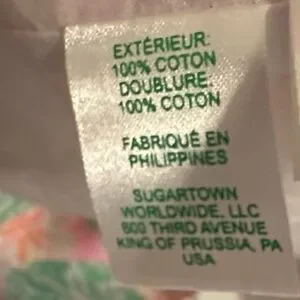 EXTÉRIEUR:
100% COTON
DOUBLURE:
100% COTON
FABRIQUÉ EN
PHILIPPINES
SUGARTOWN
WORLDWIDE, LLC
800 THIRD AVENUE
KING OF PRUSSIA, PA
USA